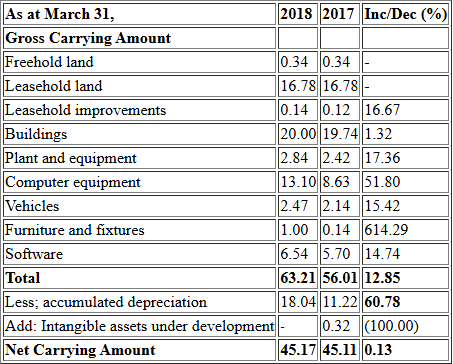 As at March 31, 2018 2017 Inc/Dec (%)
Gross Carrying Amount
Freehold land 0.34 0.34 -
Leasehold land 16.78 16.78 -
Leasehold improvements 0.14 0.12 16.67
Buildings 20.00 19.74 1.32
Plant and equipment 2.84 2.42 17.36
Computer equipment 13.10 8.63 51.80
Vehicles 2.47 2.14 15.42
Furniture and fixtures 1.00 0.14 614.29
Software 6.54 5.70 14.74
Total 63.21 56.01 12.85
Less; accumulated depreciation 18.04 11.22 60.78
Add: Intangible assets under development - 0.32 (100.00)
Net Carrying Amount 45.17 45.11 0.13